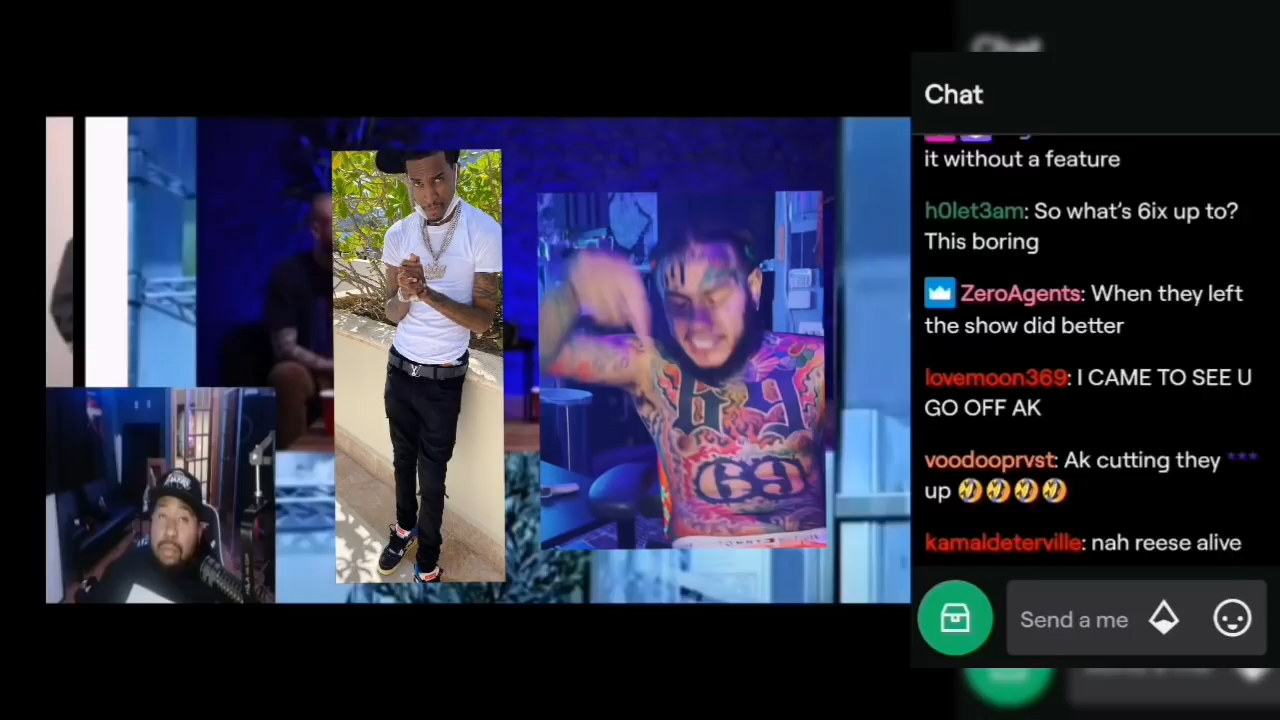 Chat
it without a feature
h0let3am: So what's 6ix up to?
This boring
ZeroAgents: When they left
the show did better
lovemoon369: I CAME TO SEE U
GO OFF AK
voodooprvst: Ak cutting they ***
up 🤣🤣🤣🤣
kamaldeterville: nah reese alive
Send a me
69
69